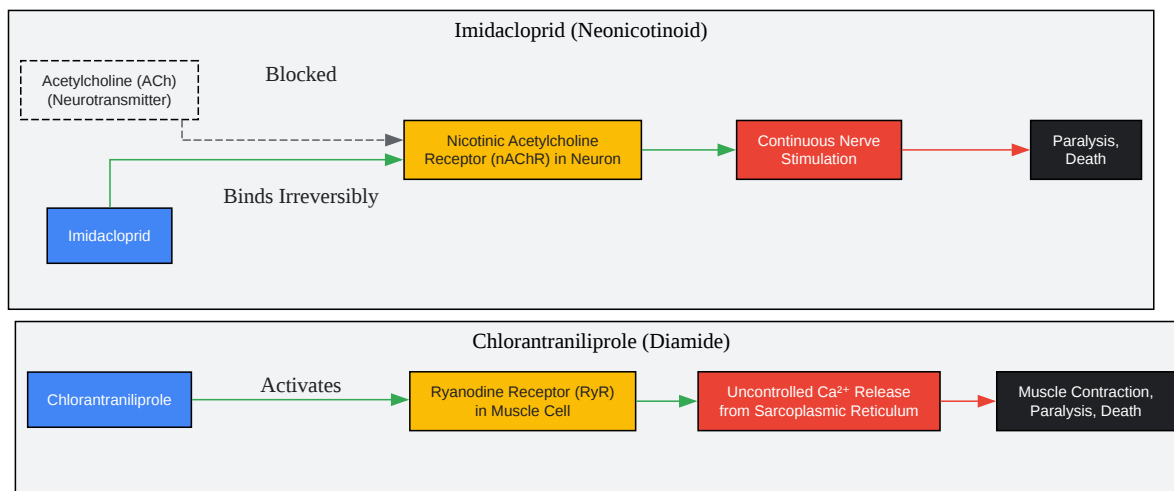 Imidacloprid (Neonicotinoid)
Acetylcholine (ACh)
(Neurotransmitter)
Blocked
Nicotinic Acetylcholine
Receptor (nAChR) in Neuron
Continuous Nerve
Stimulation
Paralysis,
Death
Binds Irreversibly
Imidacloprid
Chlorantraniliprole (Diamide)
Chlorantraniliprole
Activates
Ryanodine Receptor (RyR)
in Muscle Cell
Uncontrolled Ca²⁺ Release
from Sarcoplasmic Reticulum
Muscle Contraction,
Paralysis, Death